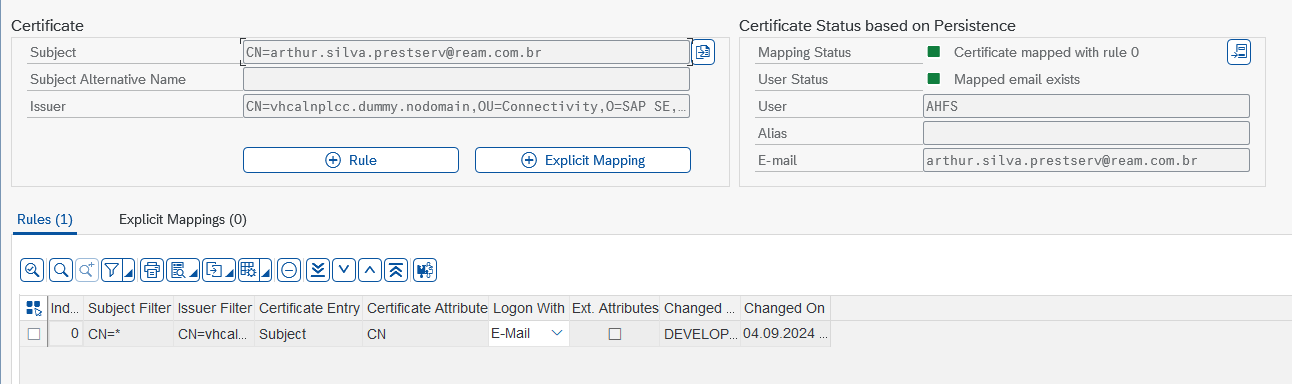 Certificate
Subject CN=arthur.silva.prestserv@ream.com.br
Subject Alternative Name
Issuer CN=vhcalnplcc.dummy.nodomain,OU=Connectivity,O=SAP SE,…
Rule Explicit Mapping
Certificate Status based on Persistence
Mapping Status Certificate mapped with rule 0
User Status Mapped email exists
User AHFS
Alias
E-mail arthur.silva.prestserv@ream.com.br
Rules (1) Explicit Mappings (0)
Ind... Subject Filter Issuer Filter Certificate Entry Certificate Attribute Logon With Ext. Attributes Changed ... Changed On
0 CN=* CN=vhcal... Subject CN E-Mail DEVELOP... 04.09.2024 ...